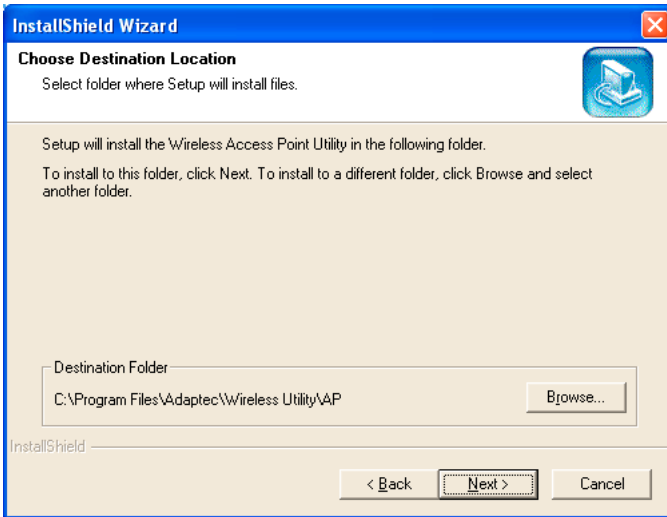 InstallShield Wizard
Choose Destination Location
Select folder where Setup will install files.
Setup will install the Wireless Access Point Utility in the following folder.
To install to this folder, click Next. To install to a different folder, click Browse and select
another folder.
Destination Folder
C:\Program Files\Adaptec\Wireless Utility\AP
Browse...
InstallShield
< Back
Next >
Cancel